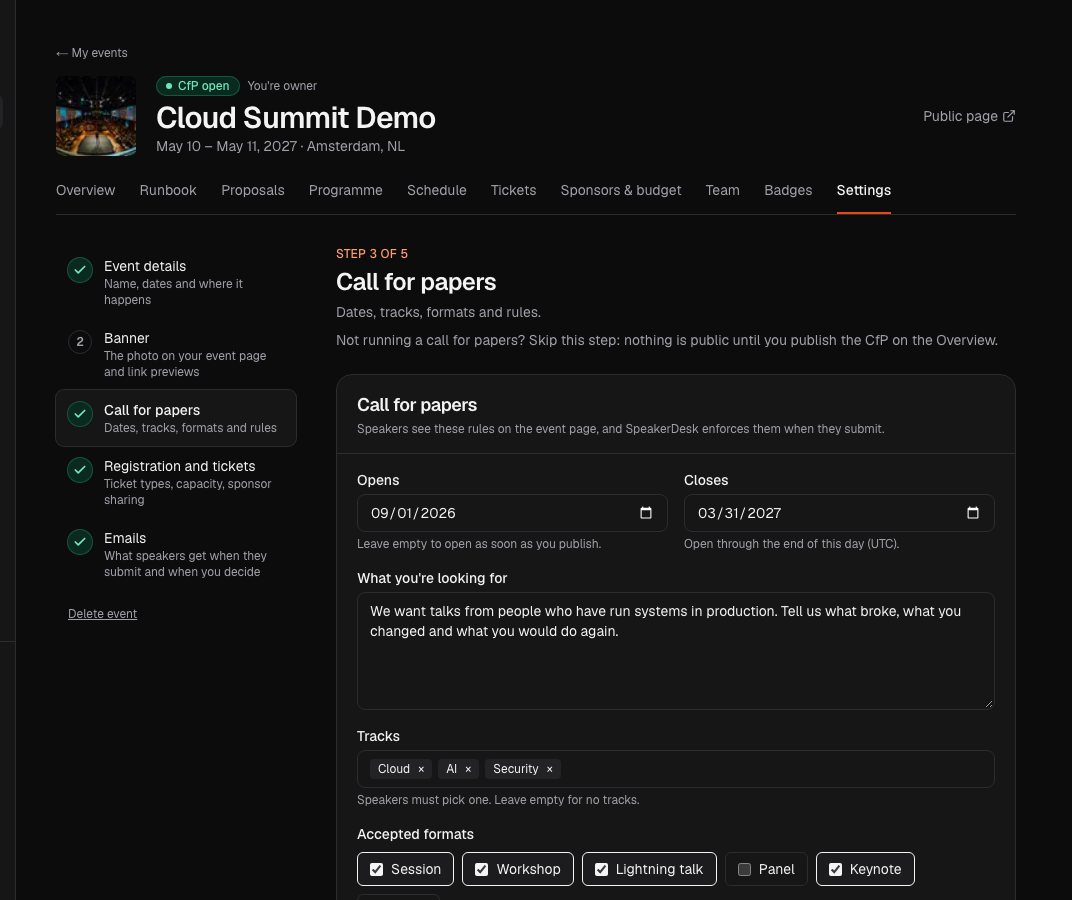 ← My events
CfP open You're owner
Cloud Summit Demo
May 10 – May 11, 2027 · Amsterdam, NL
Public page
Overview Runbook Proposals Programme Schedule Tickets Sponsors & budget Team Badges Settings
Event details
Name, dates and where it
happens
2 Banner
The photo on your event page
and link previews
Call for papers
Dates, tracks, formats and rules
Registration and tickets
Ticket types, capacity, sponsor
sharing
Emails
What speakers get when they
submit and when you decide
Delete event
STEP 3 OF 5
Call for papers
Dates, tracks, formats and rules.
Not running a call for papers? Skip this step: nothing is public until you publish the CfP on the Overview.
Call for papers
Speakers see these rules on the event page, and SpeakerDesk enforces them when they submit.
Opens Closes
09/01/2026 03/31/2027
Leave empty to open as soon as you publish. Open through the end of this day (UTC).
What you're looking for
We want talks from people who have run systems in production. Tell us what broke, what you
changed and what you would do again.
Tracks
Cloud × AI × Security ×
Speakers must pick one. Leave empty for no tracks.
Accepted formats
Session Workshop Lightning talk Panel Keynote